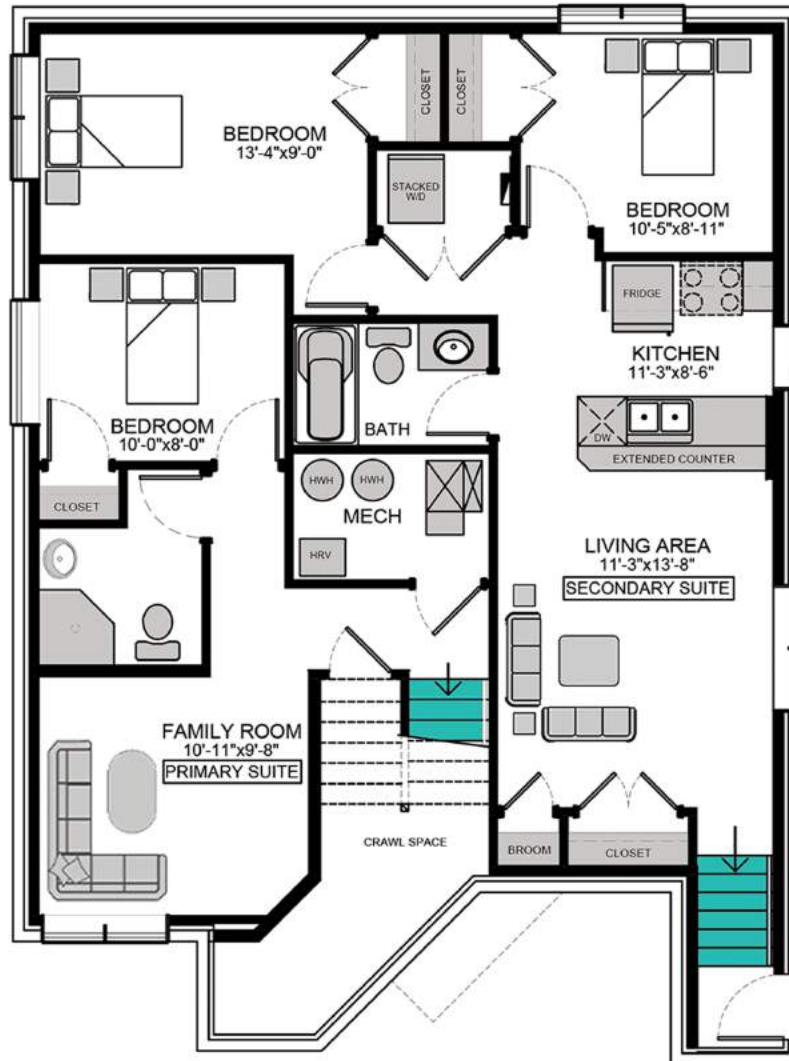 CLOSET
CLOSET
BEDROOM
13'-4"x9'-0"
STACKED
W/D
BEDROOM
10'-5"x8'-11"
FRIDGE
KITCHEN
11'-3"x8'-6"
BEDROOM
10'-0"x8'-0"
BATH
DW
EXTENDED COUNTER
CLOSET
HWH
HWH
MECH
HRV
LIVING AREA
11'-3"x13'-8"
SECONDARY SUITE
FAMILY ROOM
10'-11"x9'-8"
PRIMARY SUITE
CRAWL SPACE
BROOM
CLOSET